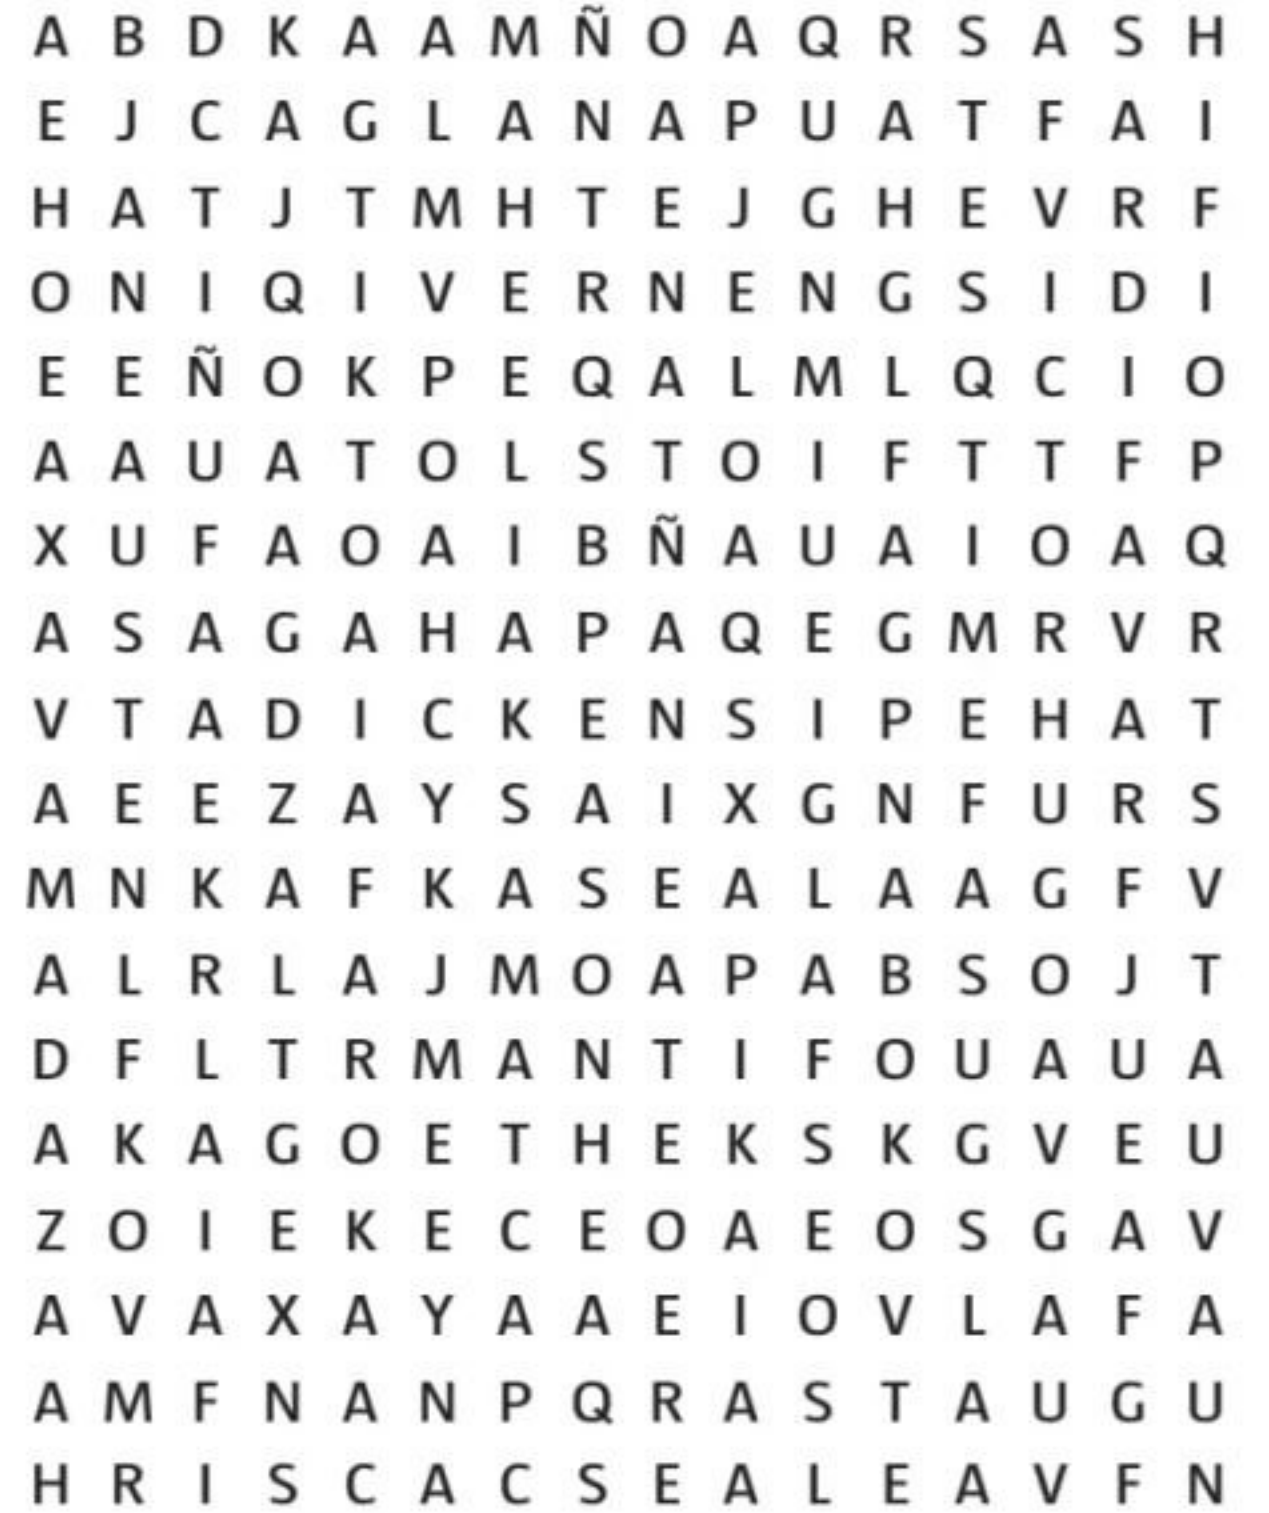 A B D K A A M Ñ O A Q R S A S H
E J C A G L A N A P U A T F A I
H A T J T M H T E J G H E V R F
O N I Q I V E R N E N G S I D I
E E Ñ O K P E Q A L M L Q C I O
A A U A T O L S T O I F T T F P
X U F A O A I B Ñ A U A I O A Q
A S A G A H A P A Q E G M R V R
V T A D I C K E N S I P E H A T
A E E Z A Y S A I X G N F U R S
M N K A F K A S E A L A A G F V
A L R L A J M O A P A B S O J T
D F L T R M A N T I F O U A U A
A K A G O E T H E K S K G V E U
Z O I E K E C E O A E O S G A V
A V A X A Y A A E I O V L A F A
A M F N A N P Q R A S T A U G U
H R I S C A C S E A L E A V F N